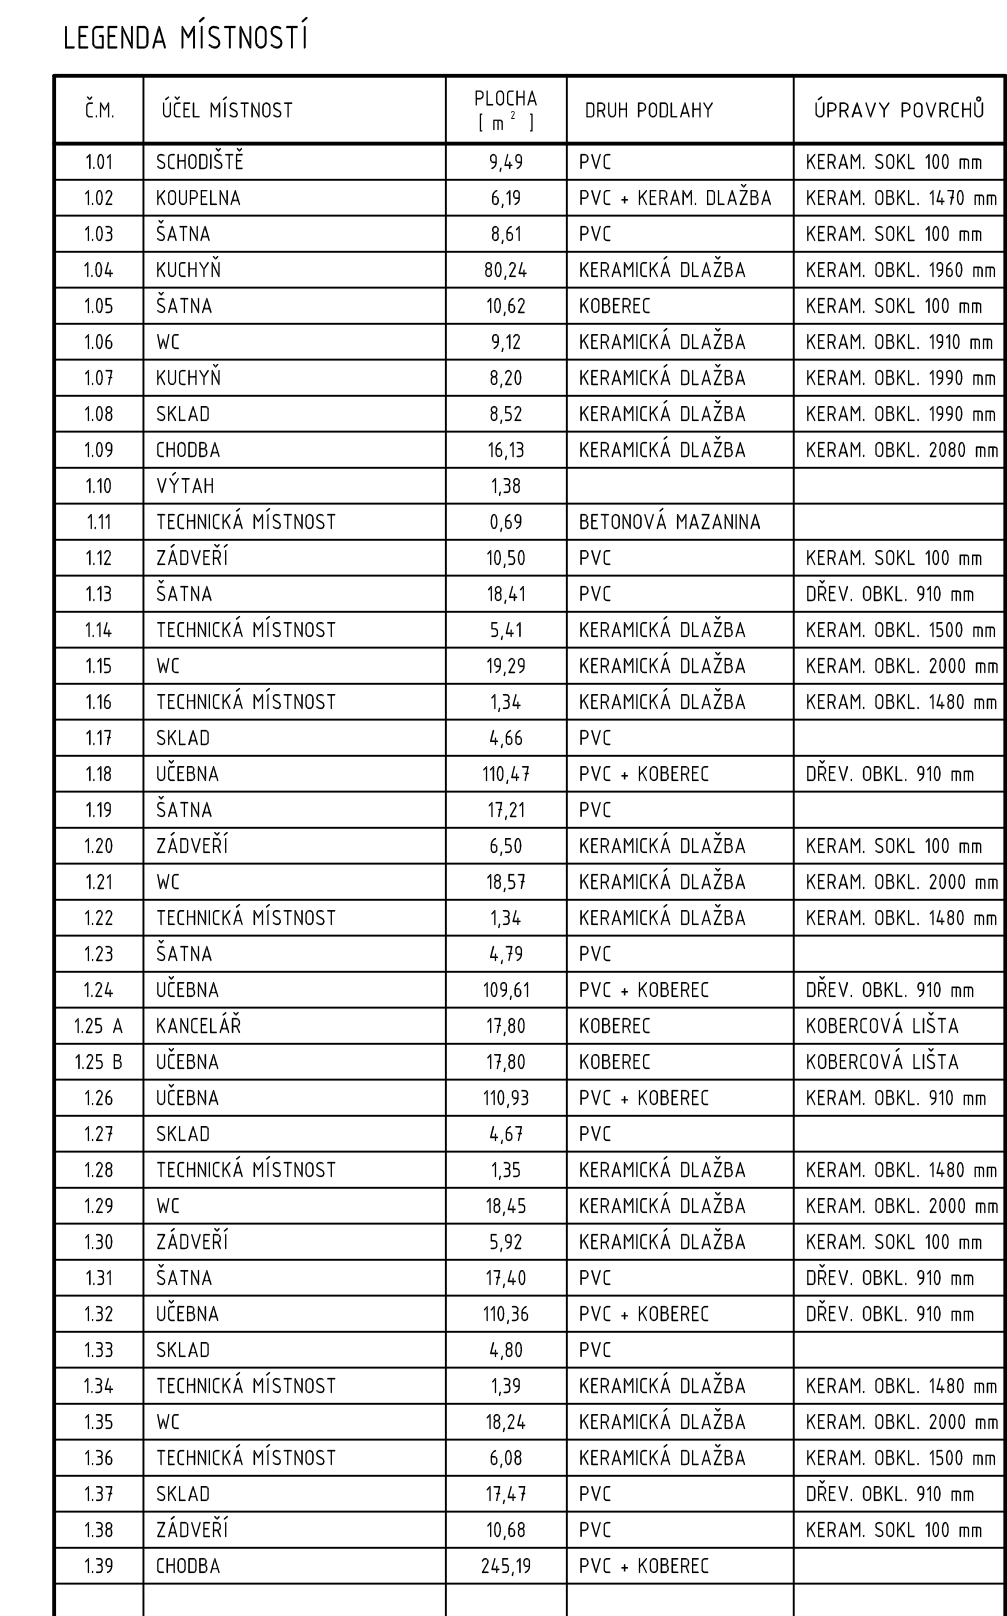 LEGENDA MÍSTNOSTÍ
Č.M. ÚČEL MÍSTNOST PLOCHA [ m² ] DRUH PODLAHY ÚPRAVY POVRCHŮ
1.01 SCHODIŠTĚ 9,49 PVC KERAM. SOKL 100 mm
1.02 KOUPELNA 6,19 PVC + KERAM. DLAŽBA KERAM. OBKL. 1470 mm
1.03 ŠATNA 8,61 PVC KERAM. SOKL 100 mm
1.04 KUCHYŇ 80,24 KERAMICKÁ DLAŽBA KERAM. OBKL. 1960 mm
1.05 ŠATNA 10,62 KOBEREC KERAM. SOKL 100 mm
1.06 WC 9,12 KERAMICKÁ DLAŽBA KERAM. OBKL. 1910 mm
1.07 KUCHYŇ 8,20 KERAMICKÁ DLAŽBA KERAM. OBKL. 1990 mm
1.08 SKLAD 8,52 KERAMICKÁ DLAŽBA KERAM. OBKL. 1990 mm
1.09 CHODBA 16,13 KERAMICKÁ DLAŽBA KERAM. OBKL. 2080 mm
1.10 VÝTAH 1,38
1.11 TECHNICKÁ MÍSTNOST 0,69 BETONOVÁ MAZANINA
1.12 ZÁDVEŘÍ 10,50 PVC KERAM. SOKL 100 mm
1.13 ŠATNA 18,41 PVC DŘEV. OBKL. 910 mm
1.14 TECHNICKÁ MÍSTNOST 5,41 KERAMICKÁ DLAŽBA KERAM. OBKL. 1500 mm
1.15 WC 19,29 KERAMICKÁ DLAŽBA KERAM. OBKL. 2000 mm
1.16 TECHNICKÁ MÍSTNOST 1,34 KERAMICKÁ DLAŽBA KERAM. OBKL. 1480 mm
1.17 SKLAD 4,66 PVC
1.18 UČEBNA 110,47 PVC + KOBEREC DŘEV. OBKL. 910 mm
1.19 ŠATNA 17,21 PVC
1.20 ZÁDVEŘÍ 6,50 KERAMICKÁ DLAŽBA KERAM. SOKL 100 mm
1.21 WC 18,57 KERAMICKÁ DLAŽBA KERAM. OBKL. 2000 mm
1.22 TECHNICKÁ MÍSTNOST 1,34 KERAMICKÁ DLAŽBA KERAM. OBKL. 1480 mm
1.23 ŠATNA 4,79 PVC
1.24 UČEBNA 109,61 PVC + KOBEREC DŘEV. OBKL. 910 mm
1.25 A KANCELÁŘ 17,80 KOBEREC KOBERCOVÁ LIŠTA
1.25 B UČEBNA 17,80 KOBEREC KOBERCOVÁ LIŠTA
1.26 UČEBNA 110,93 PVC + KOBEREC KERAM. OBKL. 910 mm
1.27 SKLAD 4,67 PVC
1.28 TECHNICKÁ MÍSTNOST 1,35 KERAMICKÁ DLAŽBA KERAM. OBKL. 1480 mm
1.29 WC 18,45 KERAMICKÁ DLAŽBA KERAM. OBKL. 2000 mm
1.30 ZÁDVEŘÍ 5,92 KERAMICKÁ DLAŽBA KERAM. SOKL 100 mm
1.31 ŠATNA 17,40 PVC DŘEV. OBKL. 910 mm
1.32 UČEBNA 110,36 PVC + KOBEREC DŘEV. OBKL. 910 mm
1.33 SKLAD 4,80 PVC
1.34 TECHNICKÁ MÍSTNOST 1,39 KERAMICKÁ DLAŽBA KERAM. OBKL. 1480 mm
1.35 WC 18,24 KERAMICKÁ DLAŽBA KERAM. OBKL. 2000 mm
1.36 TECHNICKÁ MÍSTNOST 6,08 KERAMICKÁ DLAŽBA KERAM. OBKL. 1500 mm
1.37 SKLAD 17,47 PVC DŘEV. OBKL. 910 mm
1.38 ZÁDVEŘÍ 10,68 PVC KERAM. SOKL 100 mm
1.39 CHODBA 245,19 PVC + KOBEREC